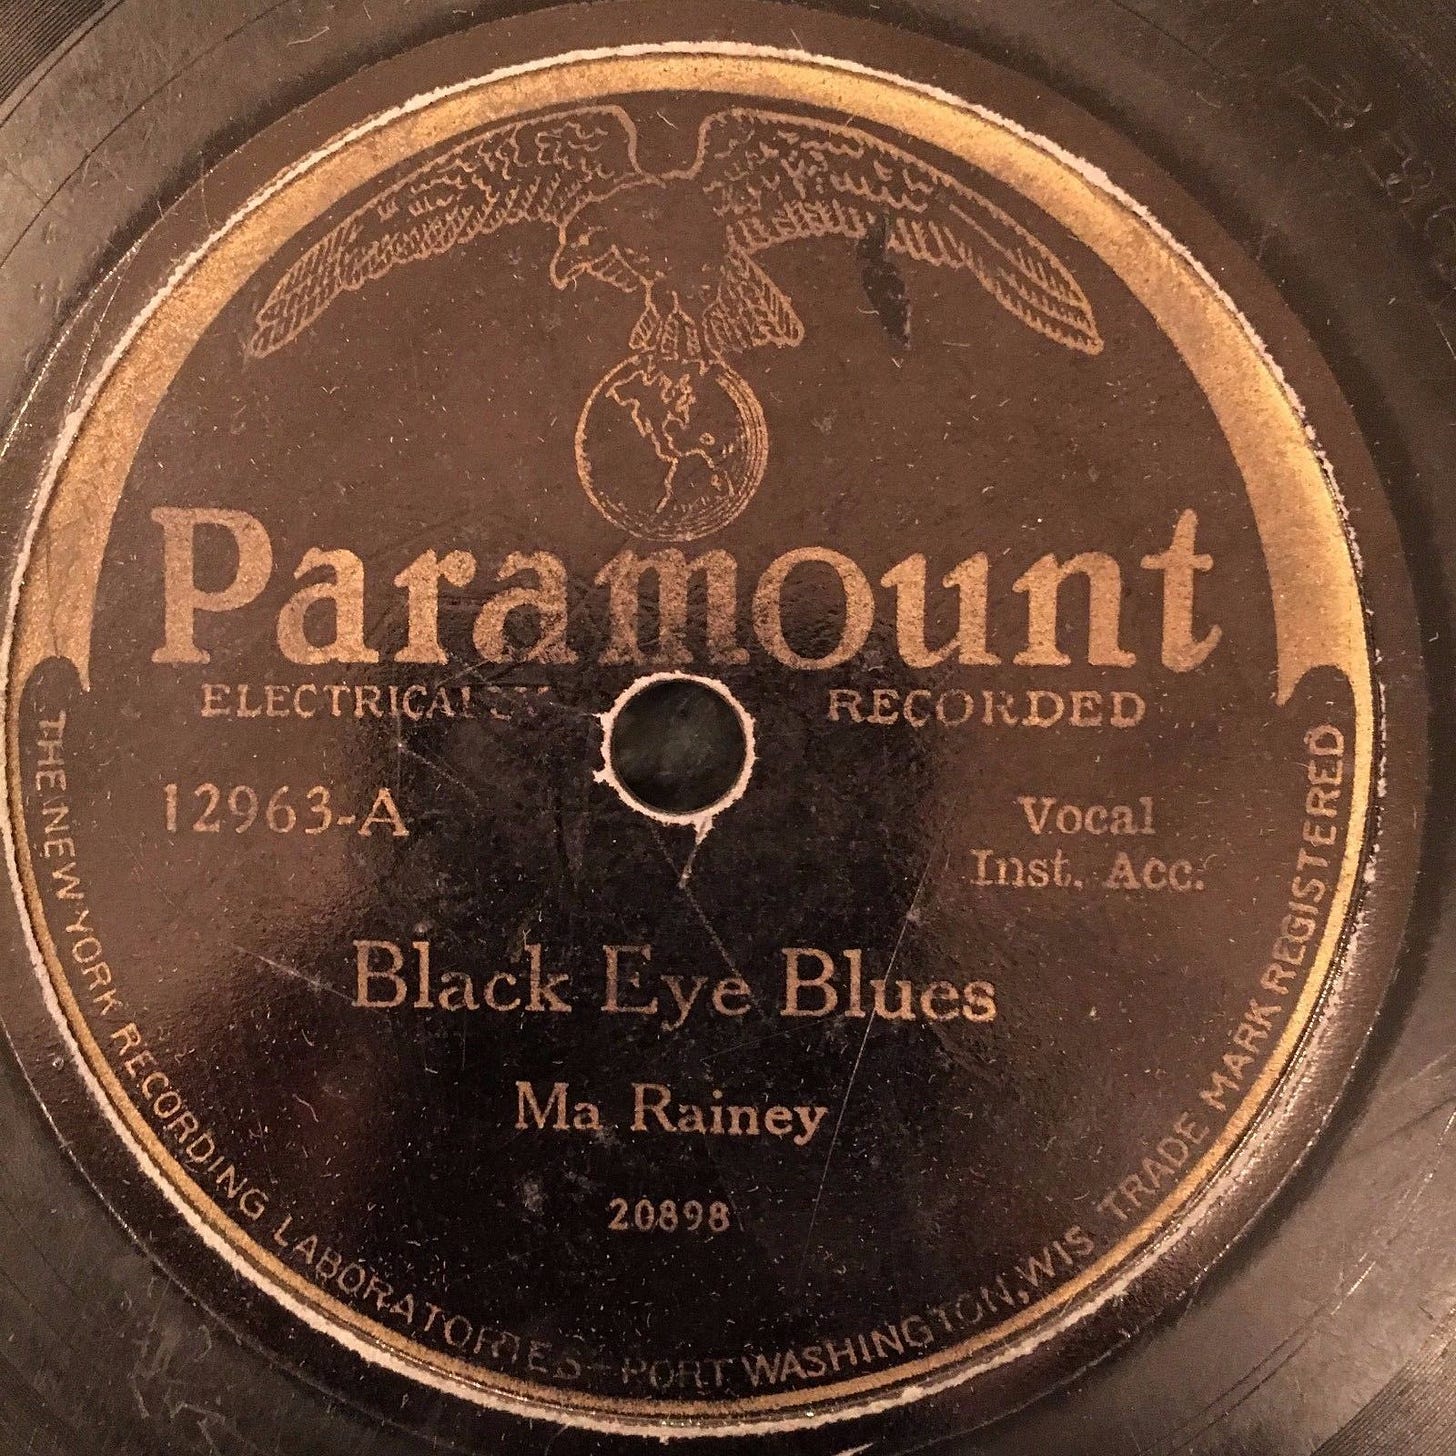 Paramount
ELECTRICALLY RECORDED
12963-A
Vocal
Inst. Acc.
Black Eye Blues
Ma Rainey
20898
THE NEW YORK RECORDING LABORATORIES - PORT WASHINGTON, WIS. TRADE MARK REGISTERED